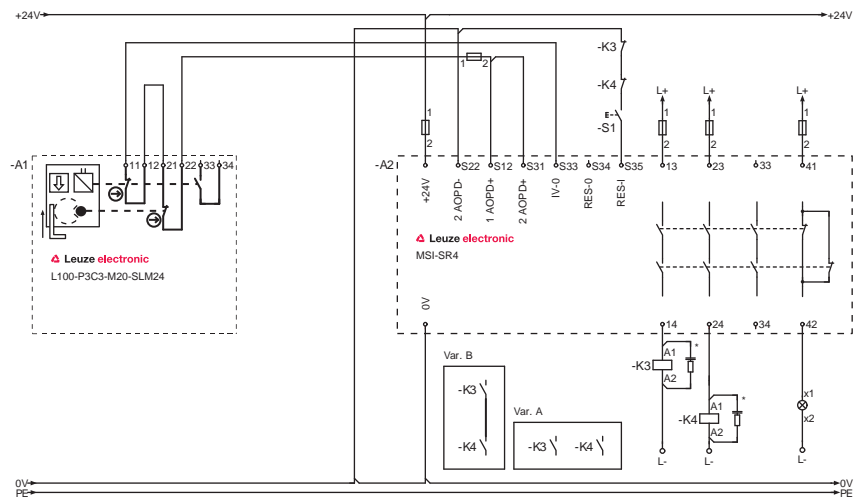 +24V +24V
-K3
1 2
-K4
L+ L+ L+
E
-S1
1 1 1 1
2 2 2 2
-A1 11 12 21 22 33 34
-A2 S22 S12 S31 S33 S34 S35 13 23 33 41
+24V
2 AOPD-
1 AOPD+
2 AOPD+
IV-0
RES-0
RES-I
Leuze electronic
MSI-SR4
Leuze electronic
L100-P3C3-M20-SLM24
0V
14 24 34 42
Var. B
-K3
-K4
Var. A
-K3 -K4
-K3 A1 *
A2
-K4 A1 *
A2
x1
x2
L- L- L-
0V 0V
PE PE